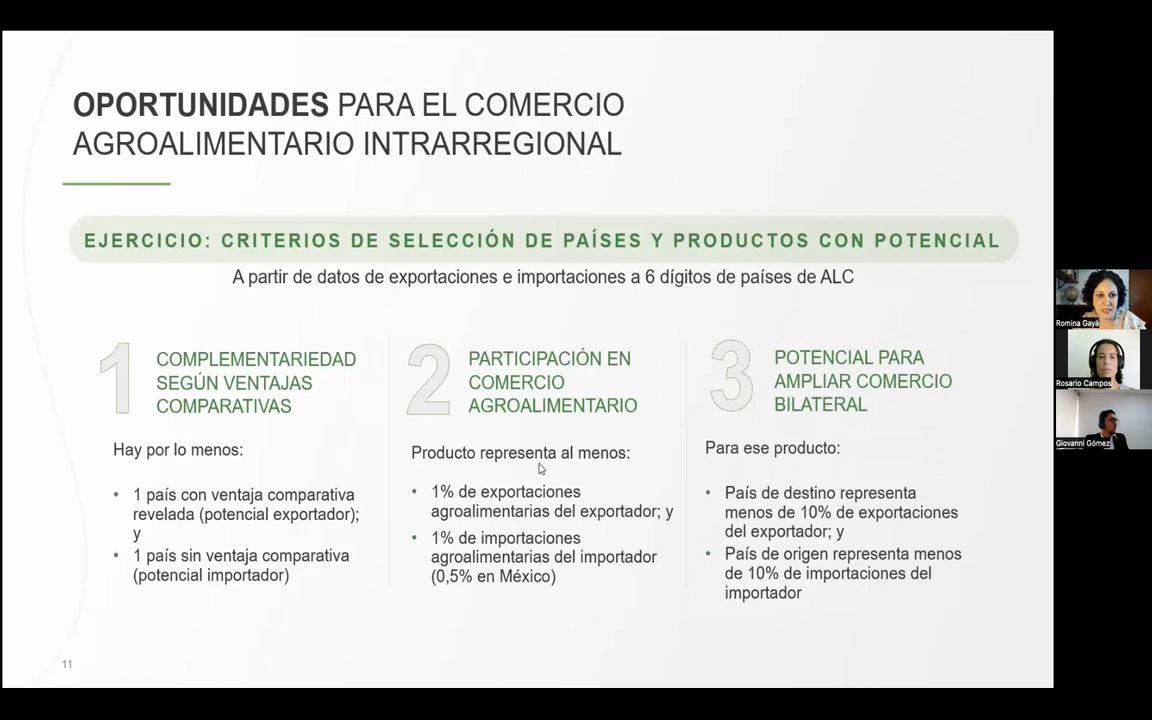 OPORTUNIDADES PARA EL COMERCIO
AGROALIMENTARIO INTRARREGIONAL
EJERCICIO: CRITERIOS DE SELECCIÓN DE PAÍSES Y PRODUCTOS CON POTENCIAL
A partir de datos de exportaciones e importaciones a 6 dígitos de países de ALC
1
COMPLEMENTARIEDAD
SEGÚN VENTAJAS
COMPARATIVAS
Hay por lo menos:
• 1 país con ventaja comparativa
revelada (potencial exportador);
y
• 1 país sin ventaja comparativa
(potencial importador)
2
PARTICIPACIÓN EN
COMERCIO
AGROALIMENTARIO
Producto representa al menos:
• 1% de exportaciones
agroalimentarias del exportador; y
• 1% de importaciones
agroalimentarias del importador
(0,5% en México)
3
POTENCIAL PARA
AMPLIAR COMERCIO
BILATERAL
Para ese producto:
• País de destino representa
menos de 10% de exportaciones
del exportador; y
• País de origen representa menos
de 10% de importaciones del
importador
11
Romina Gayá
Rosario Campos
Giovanni Gómez